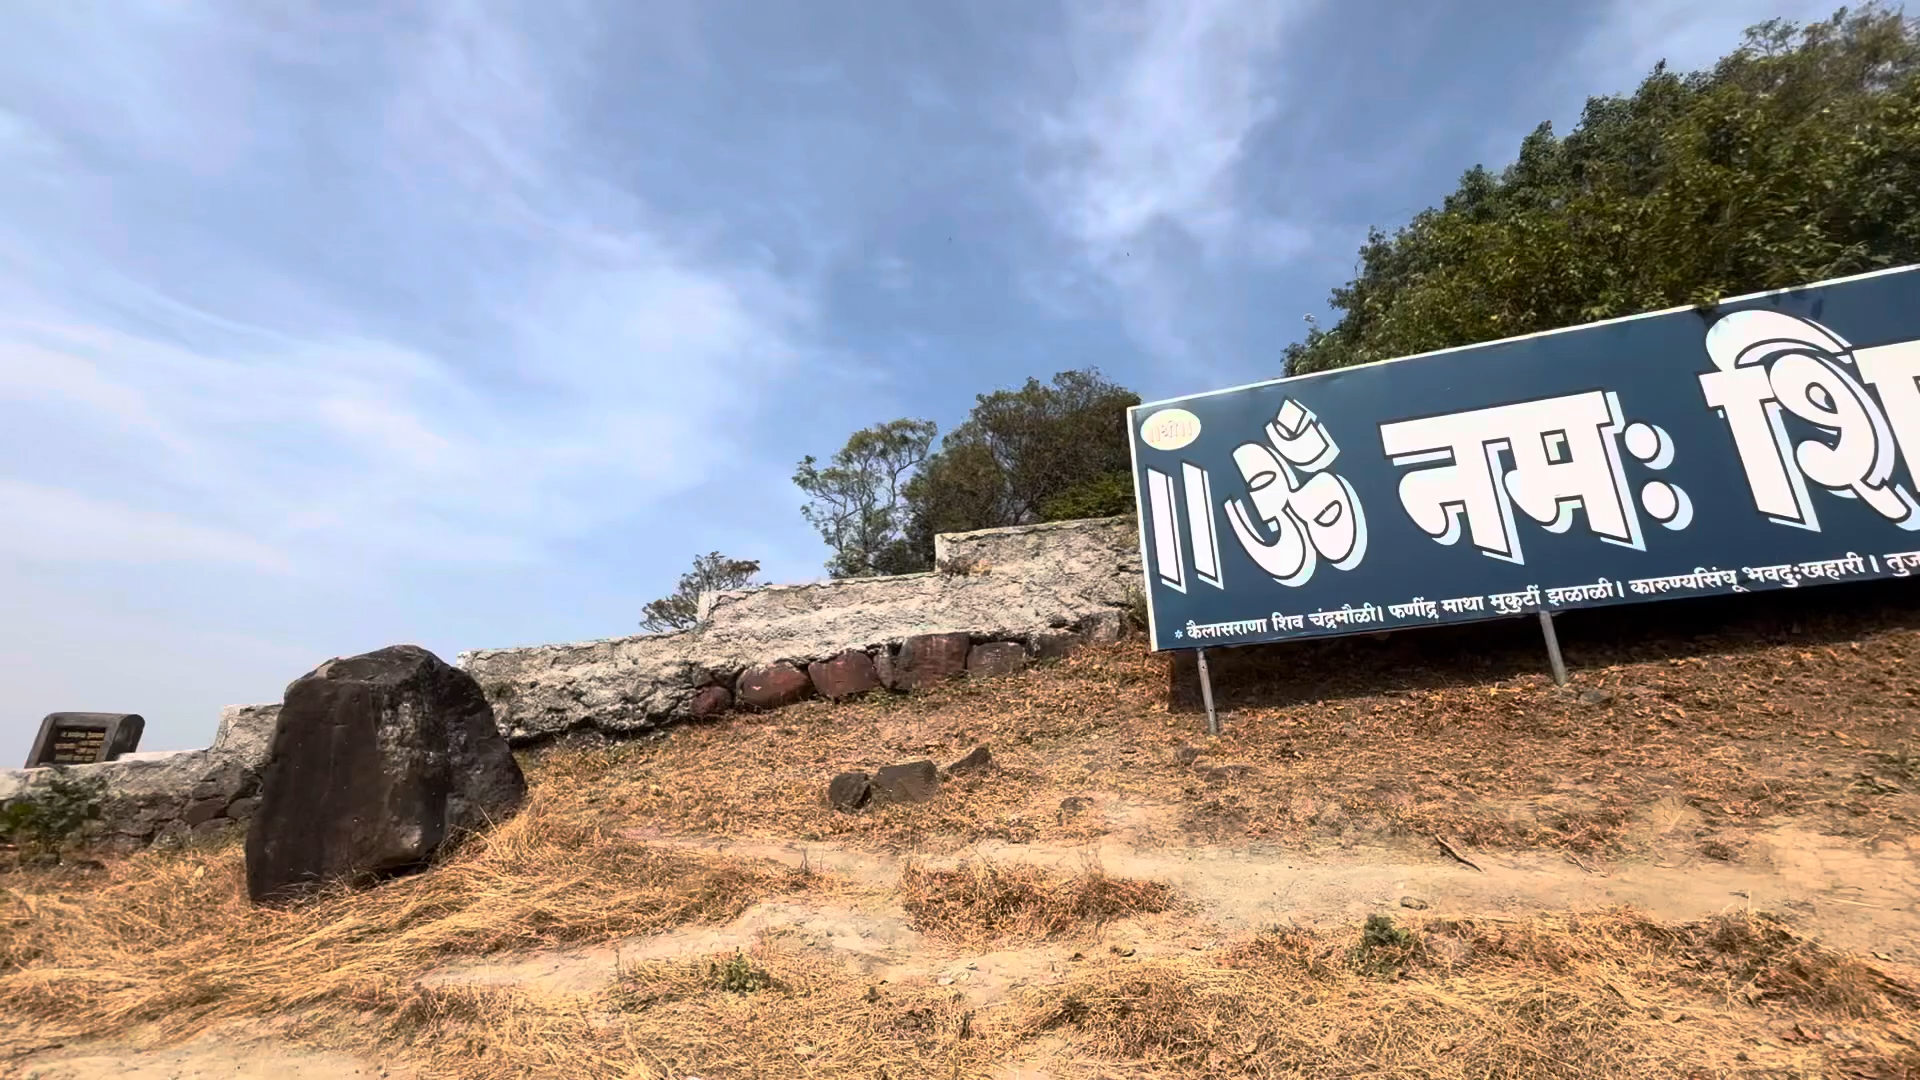 ||श्री||
||ॐ नमः शि
* कैलासराणा शिव चंद्रमौळी। फणींद्र माथा मुकुटीं झळाळी। कारुण्यसिंधू भवदुःखहारी। तुज